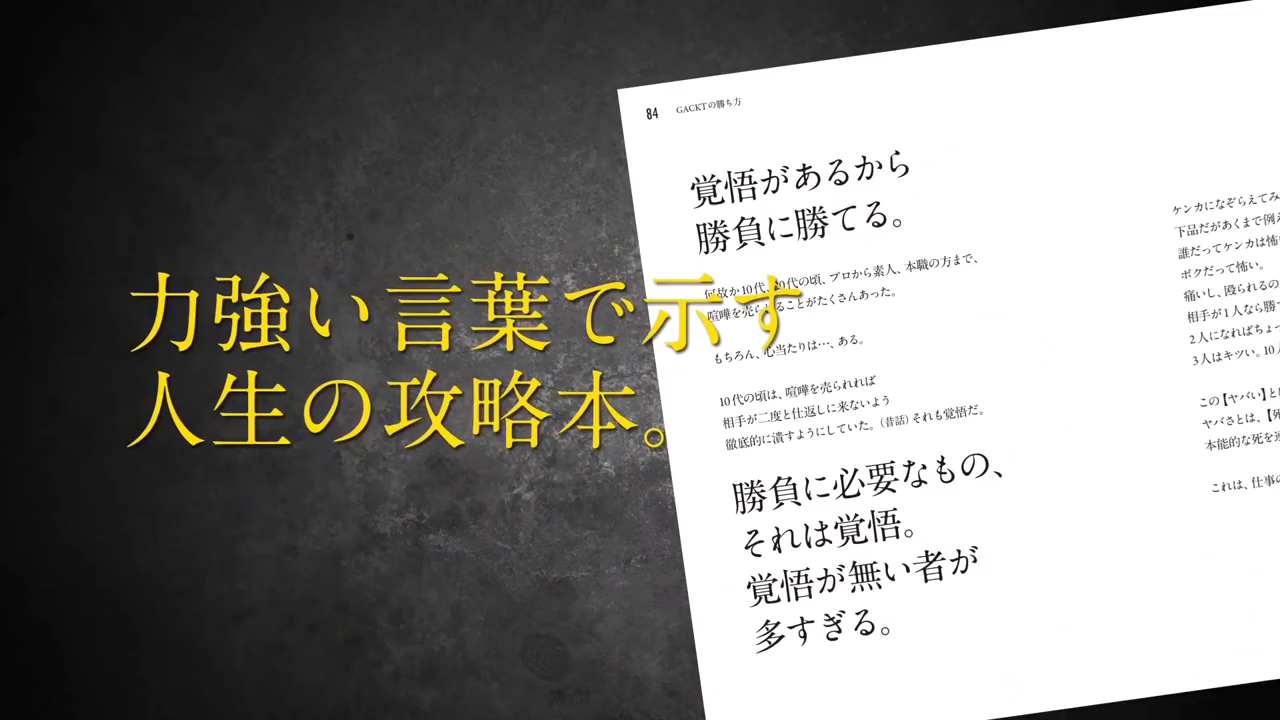 力強い言葉で示す
人生の攻略本。
84 GACKTの勝ち方
覚悟があるから
勝負に勝てる。
何故か10代、20代の頃、プロから素人、本職の方まで、
喧嘩を売られることがたくさんあった。
もちろん、心当たりは…、ある。
10代の頃は、喧嘩を売られれば
相手が二度と仕返しに来ないよう
徹底的に潰すようにしていた。（昔話）それも覚悟だ。
勝負に必要なもの、
それは覚悟。
覚悟が無い者が
多すぎる。
ケンカになぞらえてみ
下品だがあくまで例え
誰だってケンカは怖い
ボクだって怖い。
痛いし、殴られるの
相手が1人なら勝
2人になればちょ
3人はキツい。10人
この【ヤバい】と
ヤバさとは、【死
本能的な死を
これは、仕事の